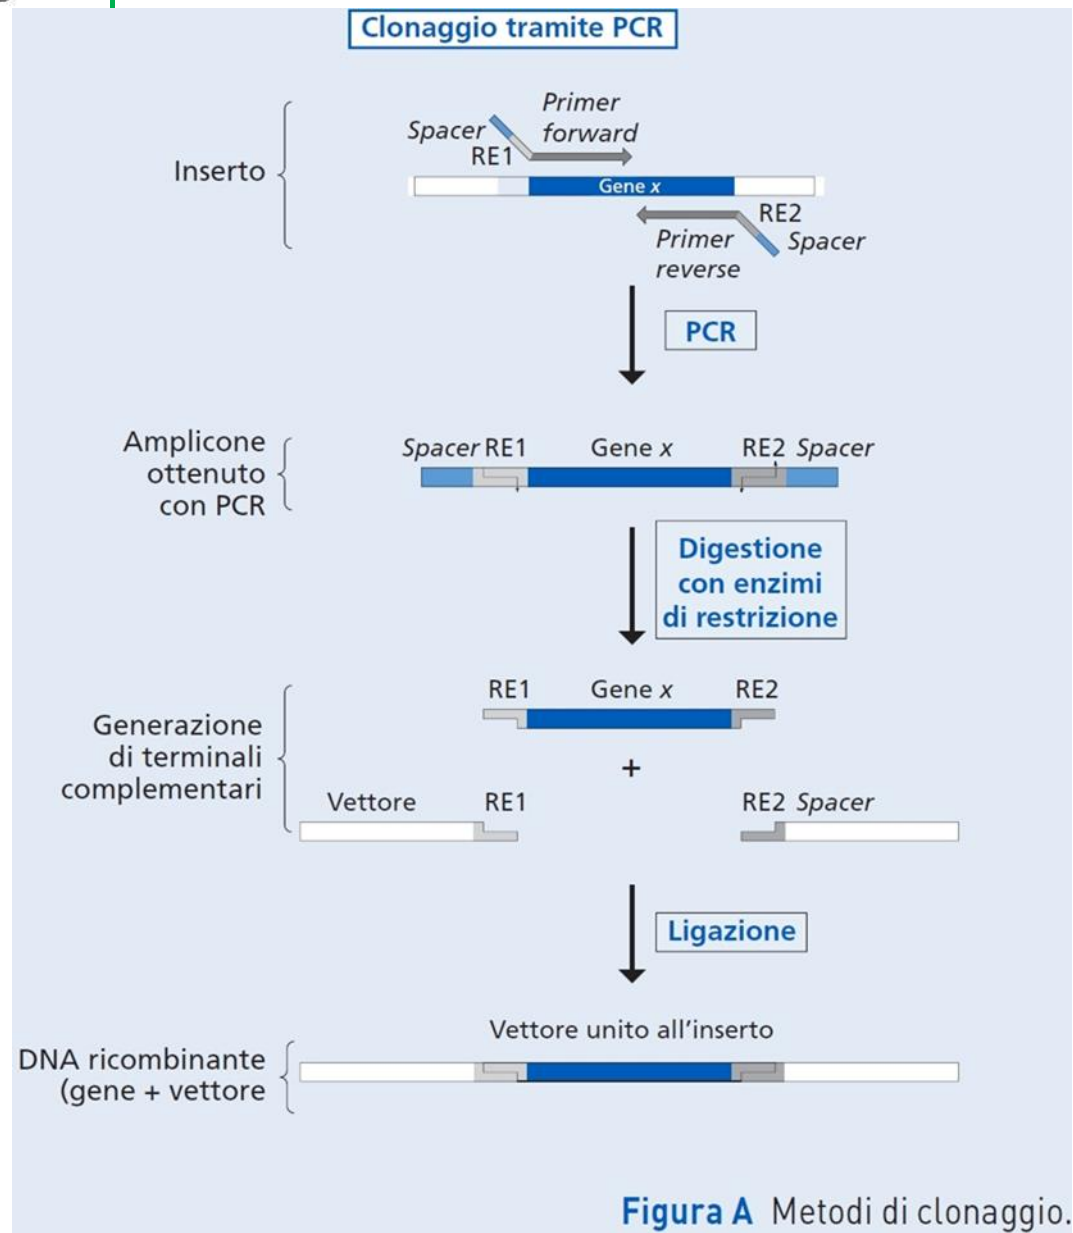 Clonaggio tramite PCR
Primer
forward
Spacer
RE1
Inserto
Gene x
RE2
Primer
reverse
Spacer
PCR
Amplicone
ottenuto
con PCR
Spacer RE1 Gene x RE2 Spacer
Digestione
con enzimi
di restrizione
RE1 Gene x RE2
Generazione
di terminali
complementari
+
Vettore RE1 RE2 Spacer
Ligazione
Vettore unito all'inserto
DNA ricombinante
(gene + vettore
Figura A Metodi di clonaggio.